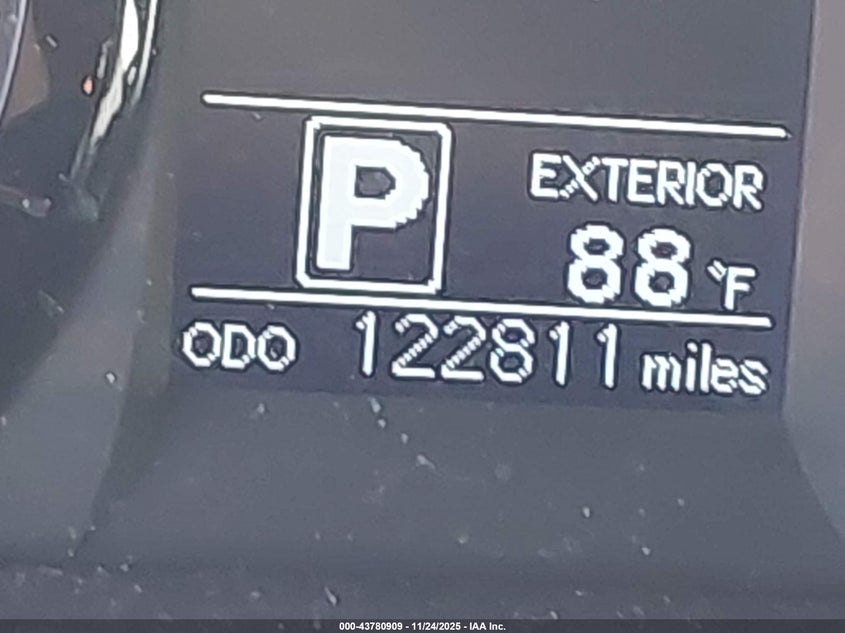 P
EXTERIOR
88 °F
ODO 122811 miles
000-43780909 - 11/24/2025 - IAA Inc.